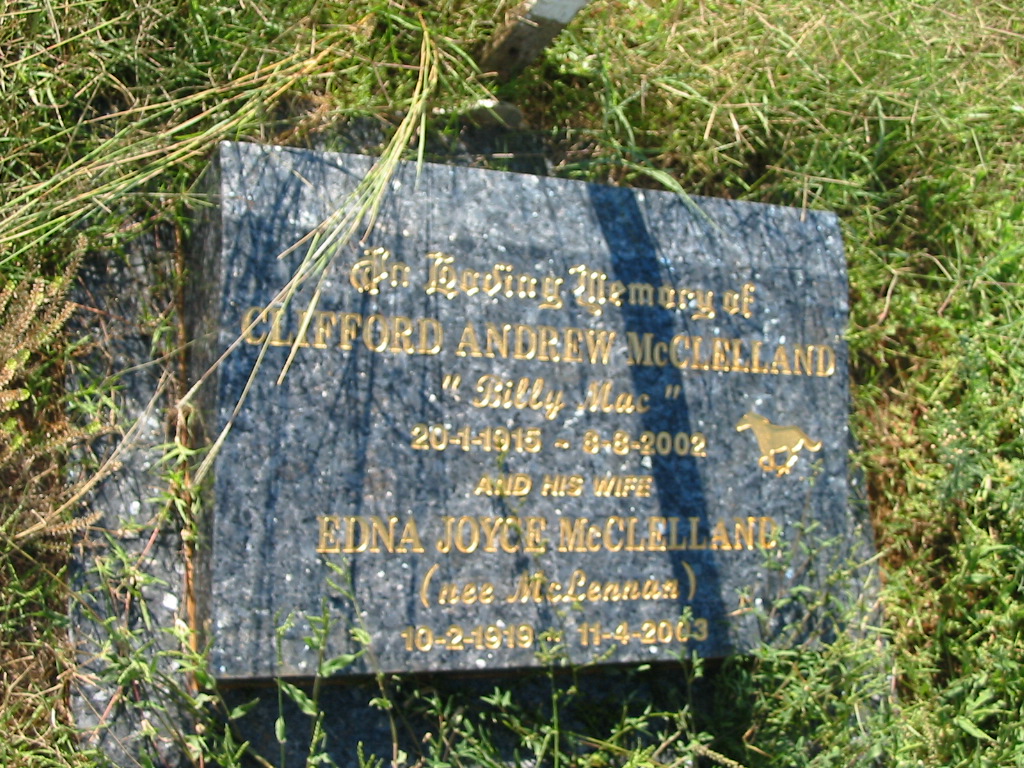 In Loving Memory of
CLIFFORD ANDREW McCLELLAND
" Billy Mac "
20-1-1915 - 8-8-2002
AND HIS WIFE
EDNA JOYCE McCLELLAND
(nee McLennan)
10-2-1919 - 11-4-2003